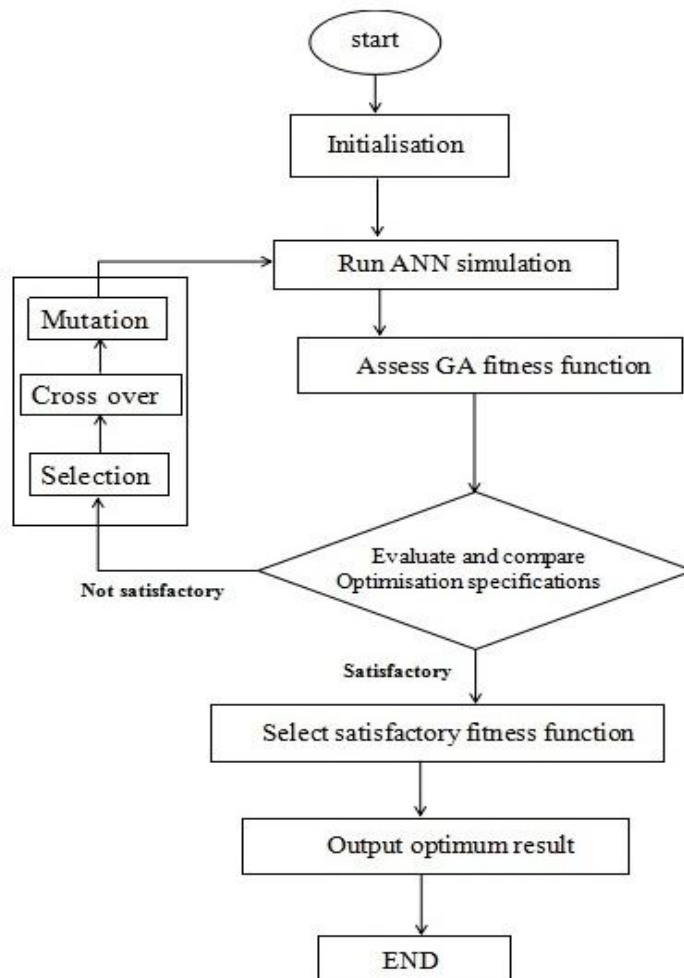 start
Initialisation
Run ANN simulation
Mutation
Assess GA fitness function
Cross over
Selection
Evaluate and compare
Optimisation specifications
Not satisfactory
Satisfactory
Select satisfactory fitness function
Output optimum result
END